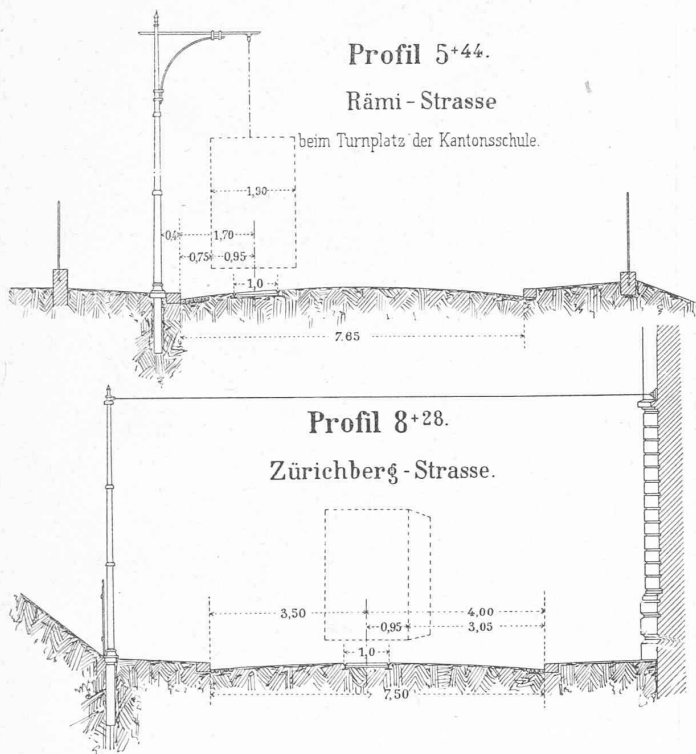 Profil 5+44.
Rämi-Strasse
beim Turnplatz der Kantonsschule.
1,90
0,4 1,70
0,75 0,95
1,0
7.65
Profil 8+28.
Zürichberg-Strasse.
3,50 4,00
0,95 3,05
1,0
7,50